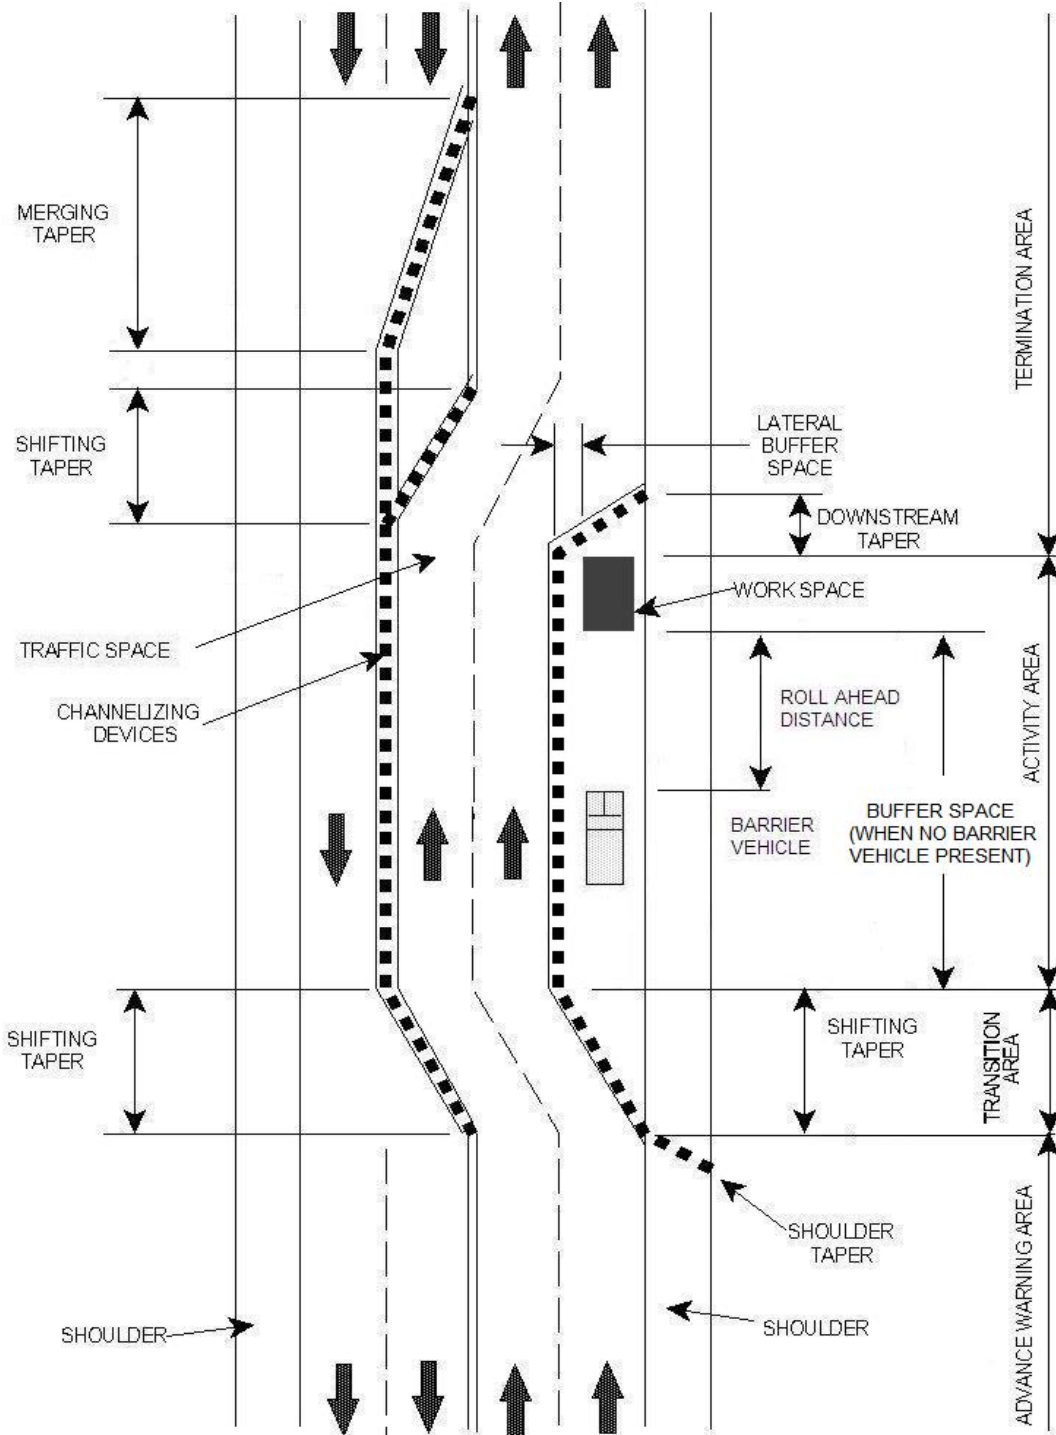 MERGING
TAPER
TERMINATION AREA
SHIFTING
TAPER
LATERAL
BUFFER
SPACE
DOWNSTREAM
TAPER
WORK SPACE
TRAFFIC SPACE
CHANNELIZING
DEVICES
ROLL AHEAD
DISTANCE
ACTIVITY AREA
BARRIER
VEHICLE
BUFFER SPACE
(WHEN NO BARRIER
VEHICLE PRESENT)
SHIFTING
TAPER
SHIFTING
TAPER
TRANSITION
AREA
SHOULDER
TAPER
SHOULDER
SHOULDER
ADVANCE WARNING AREA